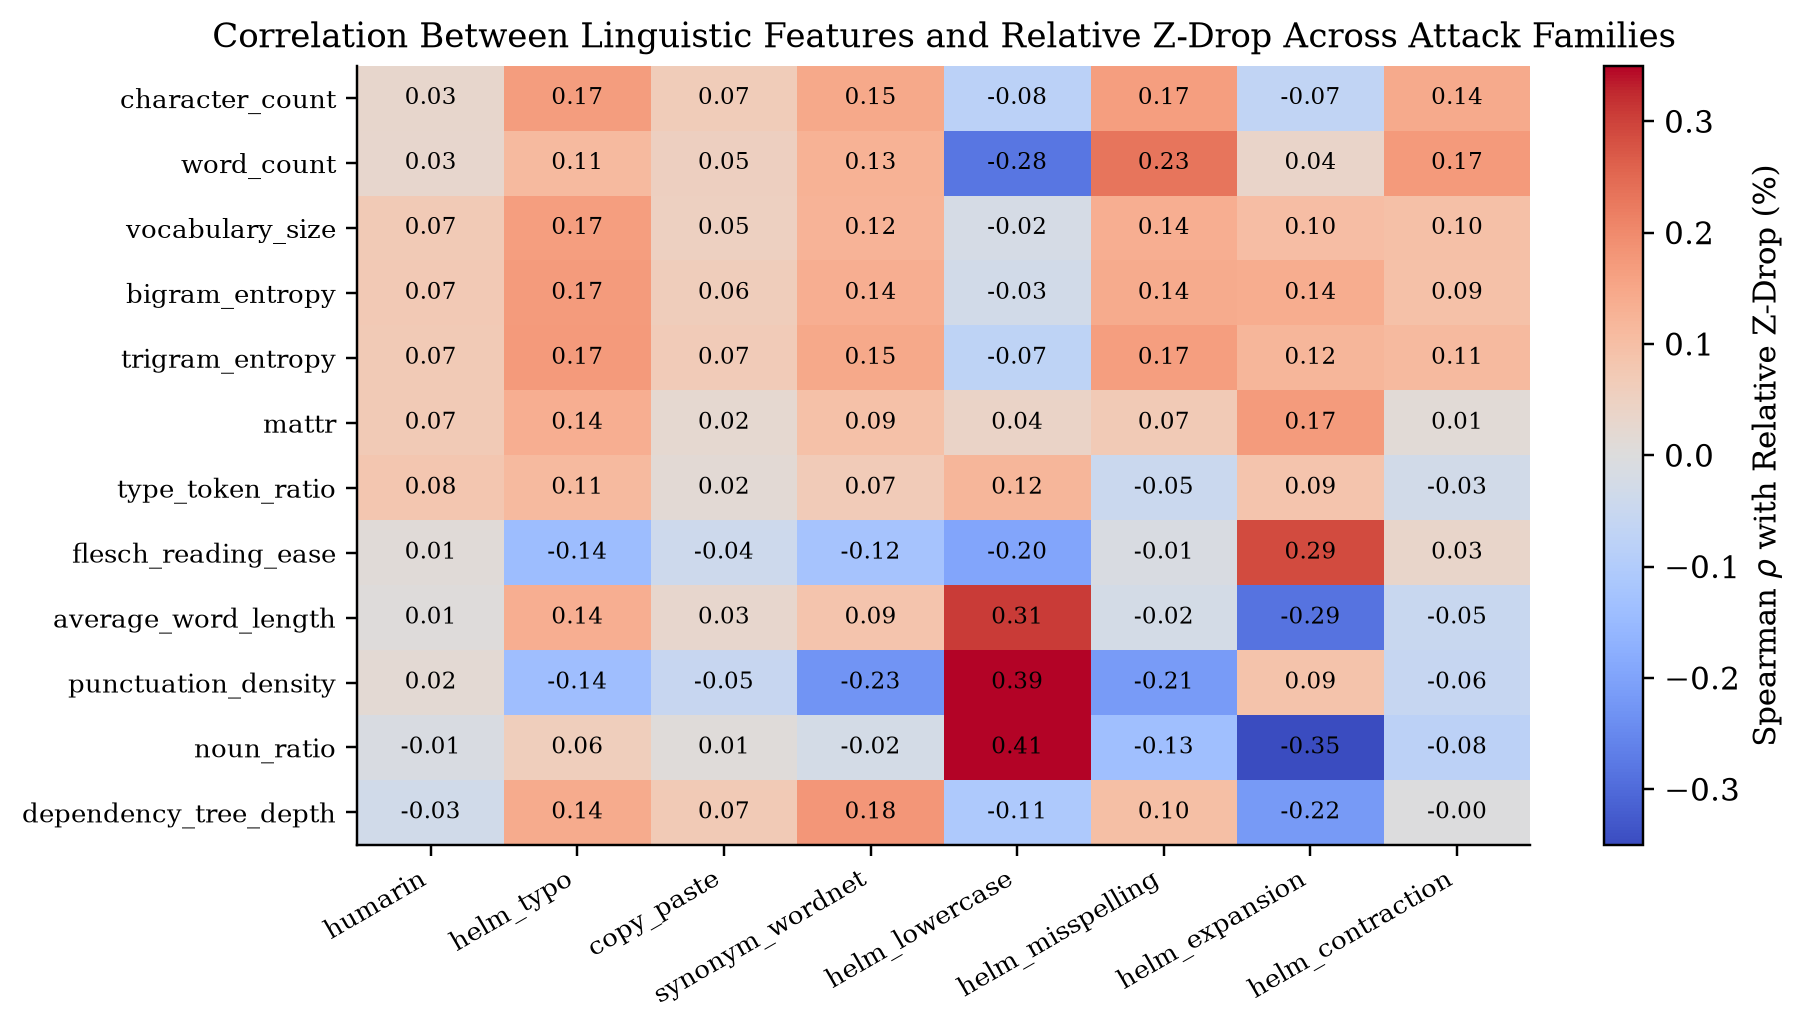 Correlation Between Linguistic Features and Relative Z-Drop Across Attack Families
character_count 0.03 0.17 0.07 0.15 -0.08 0.17 -0.07 0.14
word_count 0.03 0.11 0.05 0.13 -0.28 0.23 0.04 0.17
vocabulary_size 0.07 0.17 0.05 0.12 -0.02 0.14 0.10 0.10
bigram_entropy 0.07 0.17 0.06 0.14 -0.03 0.14 0.14 0.09
trigram_entropy 0.07 0.17 0.07 0.15 -0.07 0.17 0.12 0.11
mattr 0.07 0.14 0.02 0.09 0.04 0.07 0.17 0.01
type_token_ratio 0.08 0.11 0.02 0.07 0.12 -0.05 0.09 -0.03
flesch_reading_ease 0.01 -0.14 -0.04 -0.12 -0.20 -0.01 0.29 0.03
average_word_length 0.01 0.14 0.03 0.09 0.31 -0.02 -0.29 -0.05
punctuation_density 0.02 -0.14 -0.05 -0.23 0.39 -0.21 0.09 -0.06
noun_ratio -0.01 0.06 0.01 -0.02 0.41 -0.13 -0.35 -0.08
dependency_tree_depth -0.03 0.14 0.07 0.18 -0.11 0.10 -0.22 -0.00
humarin
helm_typo
copy_paste
synonym_wordnet
helm_lowercase
helm_misspelling
helm_expansion
helm_contraction
0.3
0.2
0.1
0.0
−0.1
−0.2
−0.3
Spearman ρ with Relative Z-Drop (%)